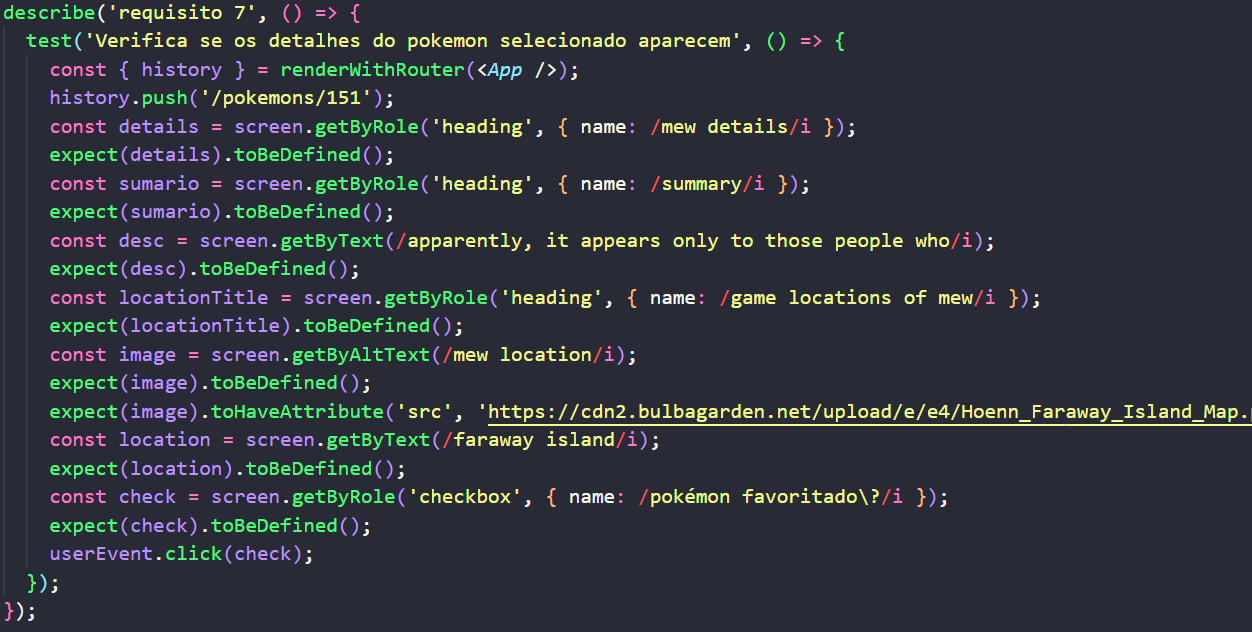 describe('requisito 7', () => {
  test('Verifica se os detalhes do pokemon selecionado aparecem', () => {
    const { history } = renderWithRouter(<App />);
    history.push('/pokemons/151');
    const details = screen.getByRole('heading', { name: /mew details/i });
    expect(details).toBeDefined();
    const sumario = screen.getByRole('heading', { name: /summary/i });
    expect(sumario).toBeDefined();
    const desc = screen.getByText(/apparently, it appears only to those people who/i);
    expect(desc).toBeDefined();
    const locationTitle = screen.getByRole('heading', { name: /game locations of mew/i });
    expect(locationTitle).toBeDefined();
    const image = screen.getByAltText(/mew location/i);
    expect(image).toBeDefined();
    expect(image).toHaveAttribute('src', 'https://cdn2.bulbagarden.net/upload/e/e4/Hoenn_Faraway_Island_Map.
    const location = screen.getByText(/faraway island/i);
    expect(location).toBeDefined();
    const check = screen.getByRole('checkbox', { name: /pokémon favoritado\?/i });
    expect(check).toBeDefined();
    userEvent.click(check);
  });
});